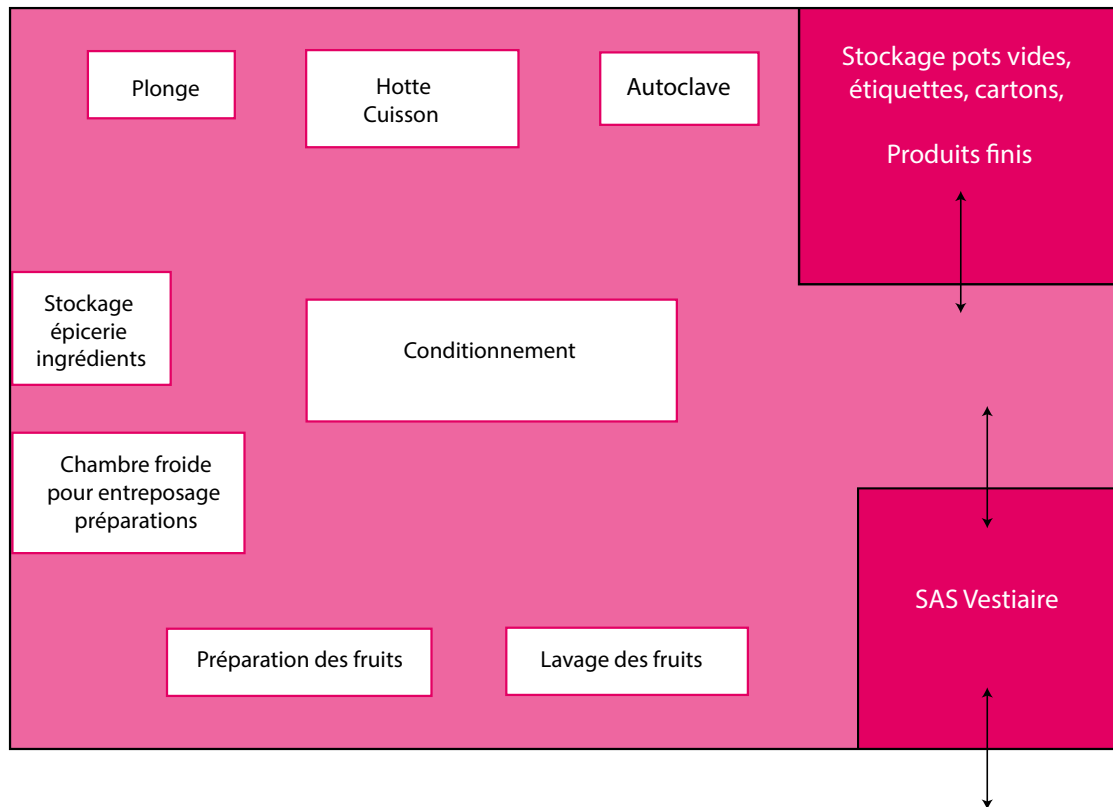 Plonge
Hotte
Cuisson
Autoclave
Stockage pots vides,
étiquettes, cartons,
Produits finis
Stockage
épicerie
ingrédients
Conditionnement
Chambre froide
pour entreposage
préparations
SAS Vestiaire
Préparation des fruits
Lavage des fruits